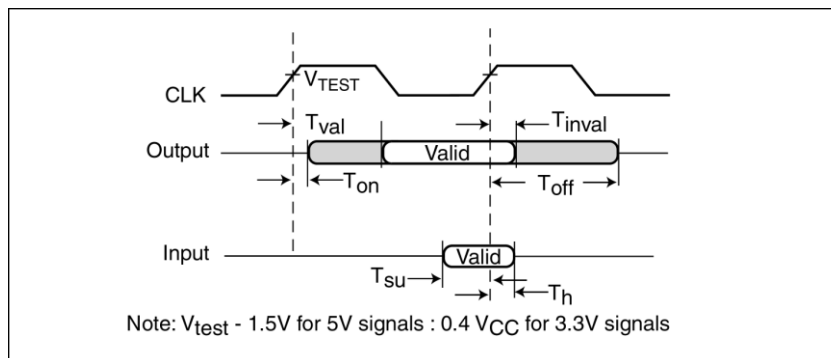 VTEST
CLK
Tval
Tinval
Output
Valid
Ton
Toff
Input
Valid
Tsu
Th
Note: Vtest - 1.5V for 5V signals : 0.4 VCC for 3.3V signals